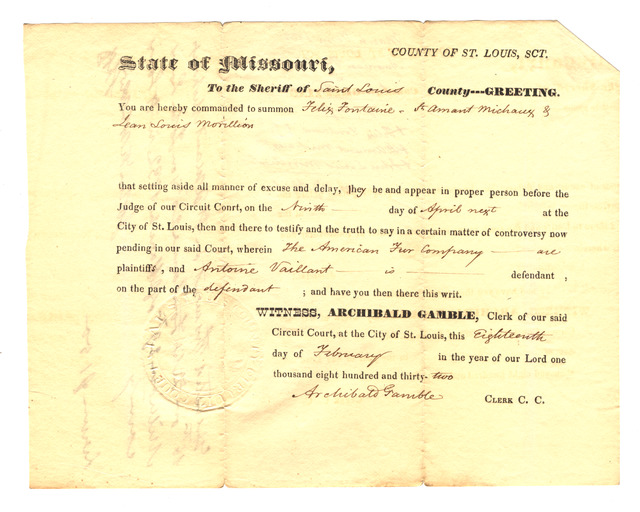 COUNTY OF ST. LOUIS, SCT.
State of Missouri,
To the Sheriff of Saint Louis County---GREETING.
You are hereby commanded to summon Felix Fontaine - St Amant Michaux &
Jean Louis Morillion
that setting aside all manner of excuse and delay, they be and appear in proper person before the
Judge of our Circuit Conrt, on the Ninth day of April next at the
City of St. Louis, then and there to testify and the truth to say in a certain matter of controversy now
pending in our said Court, wherein The American Fur Company — are
plaintiffs, and Antoine Vaillant — is — defendant,
on the part of the defendant ; and have you then there this writ.
WITNESS, ARCHIBALD GAMBLE, Clerk of our said
Circuit Court, at the City of St. Louis, this Eighteenth
day of February in the year of our Lord one
thousand eight hundred and thirty-two
Archibald Gamble CLERK C. C.